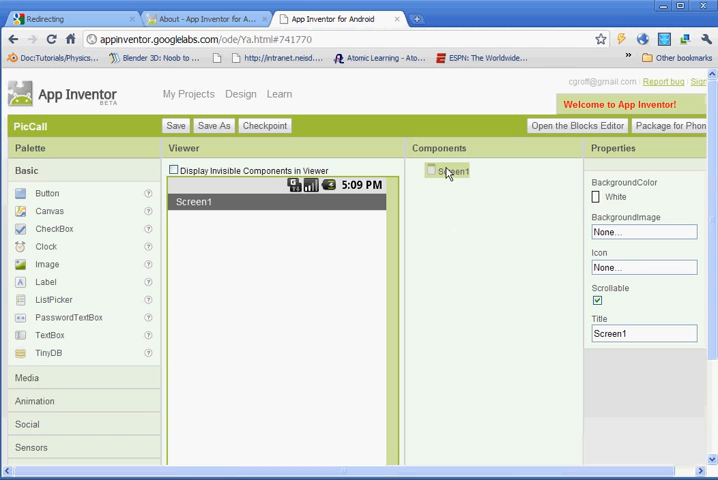 Redirecting
About - App Inventor for A...
App Inventor for Android
appinventor.googlelabs.com/ode/Ya.html#741770
Doc:Tutorials/Physics...
Blender 3D: Noob to ...
http://intranet.neisd...
Atomic Learning - Ato...
ESPN: The Worldwide...
Other bookmarks
cgroff@gmail.com | Report bug | Sign
App Inventor
BETA
My Projects
Design
Learn
Welcome to App Inventor!
PicCall
Save
Save As
Checkpoint
Open the Blocks Editor
Package for Phon
Palette
Viewer
Components
Properties
Basic
Display Invisible Components in Viewer
Screen1
5:09 PM
Screen1
Button
Canvas
CheckBox
Clock
Image
Label
ListPicker
PasswordTextBox
TextBox
TinyDB
Media
Animation
Social
Sensors
BackgroundColor
White
BackgroundImage
None...
Icon
None...
Scrollable
Title
Screen1